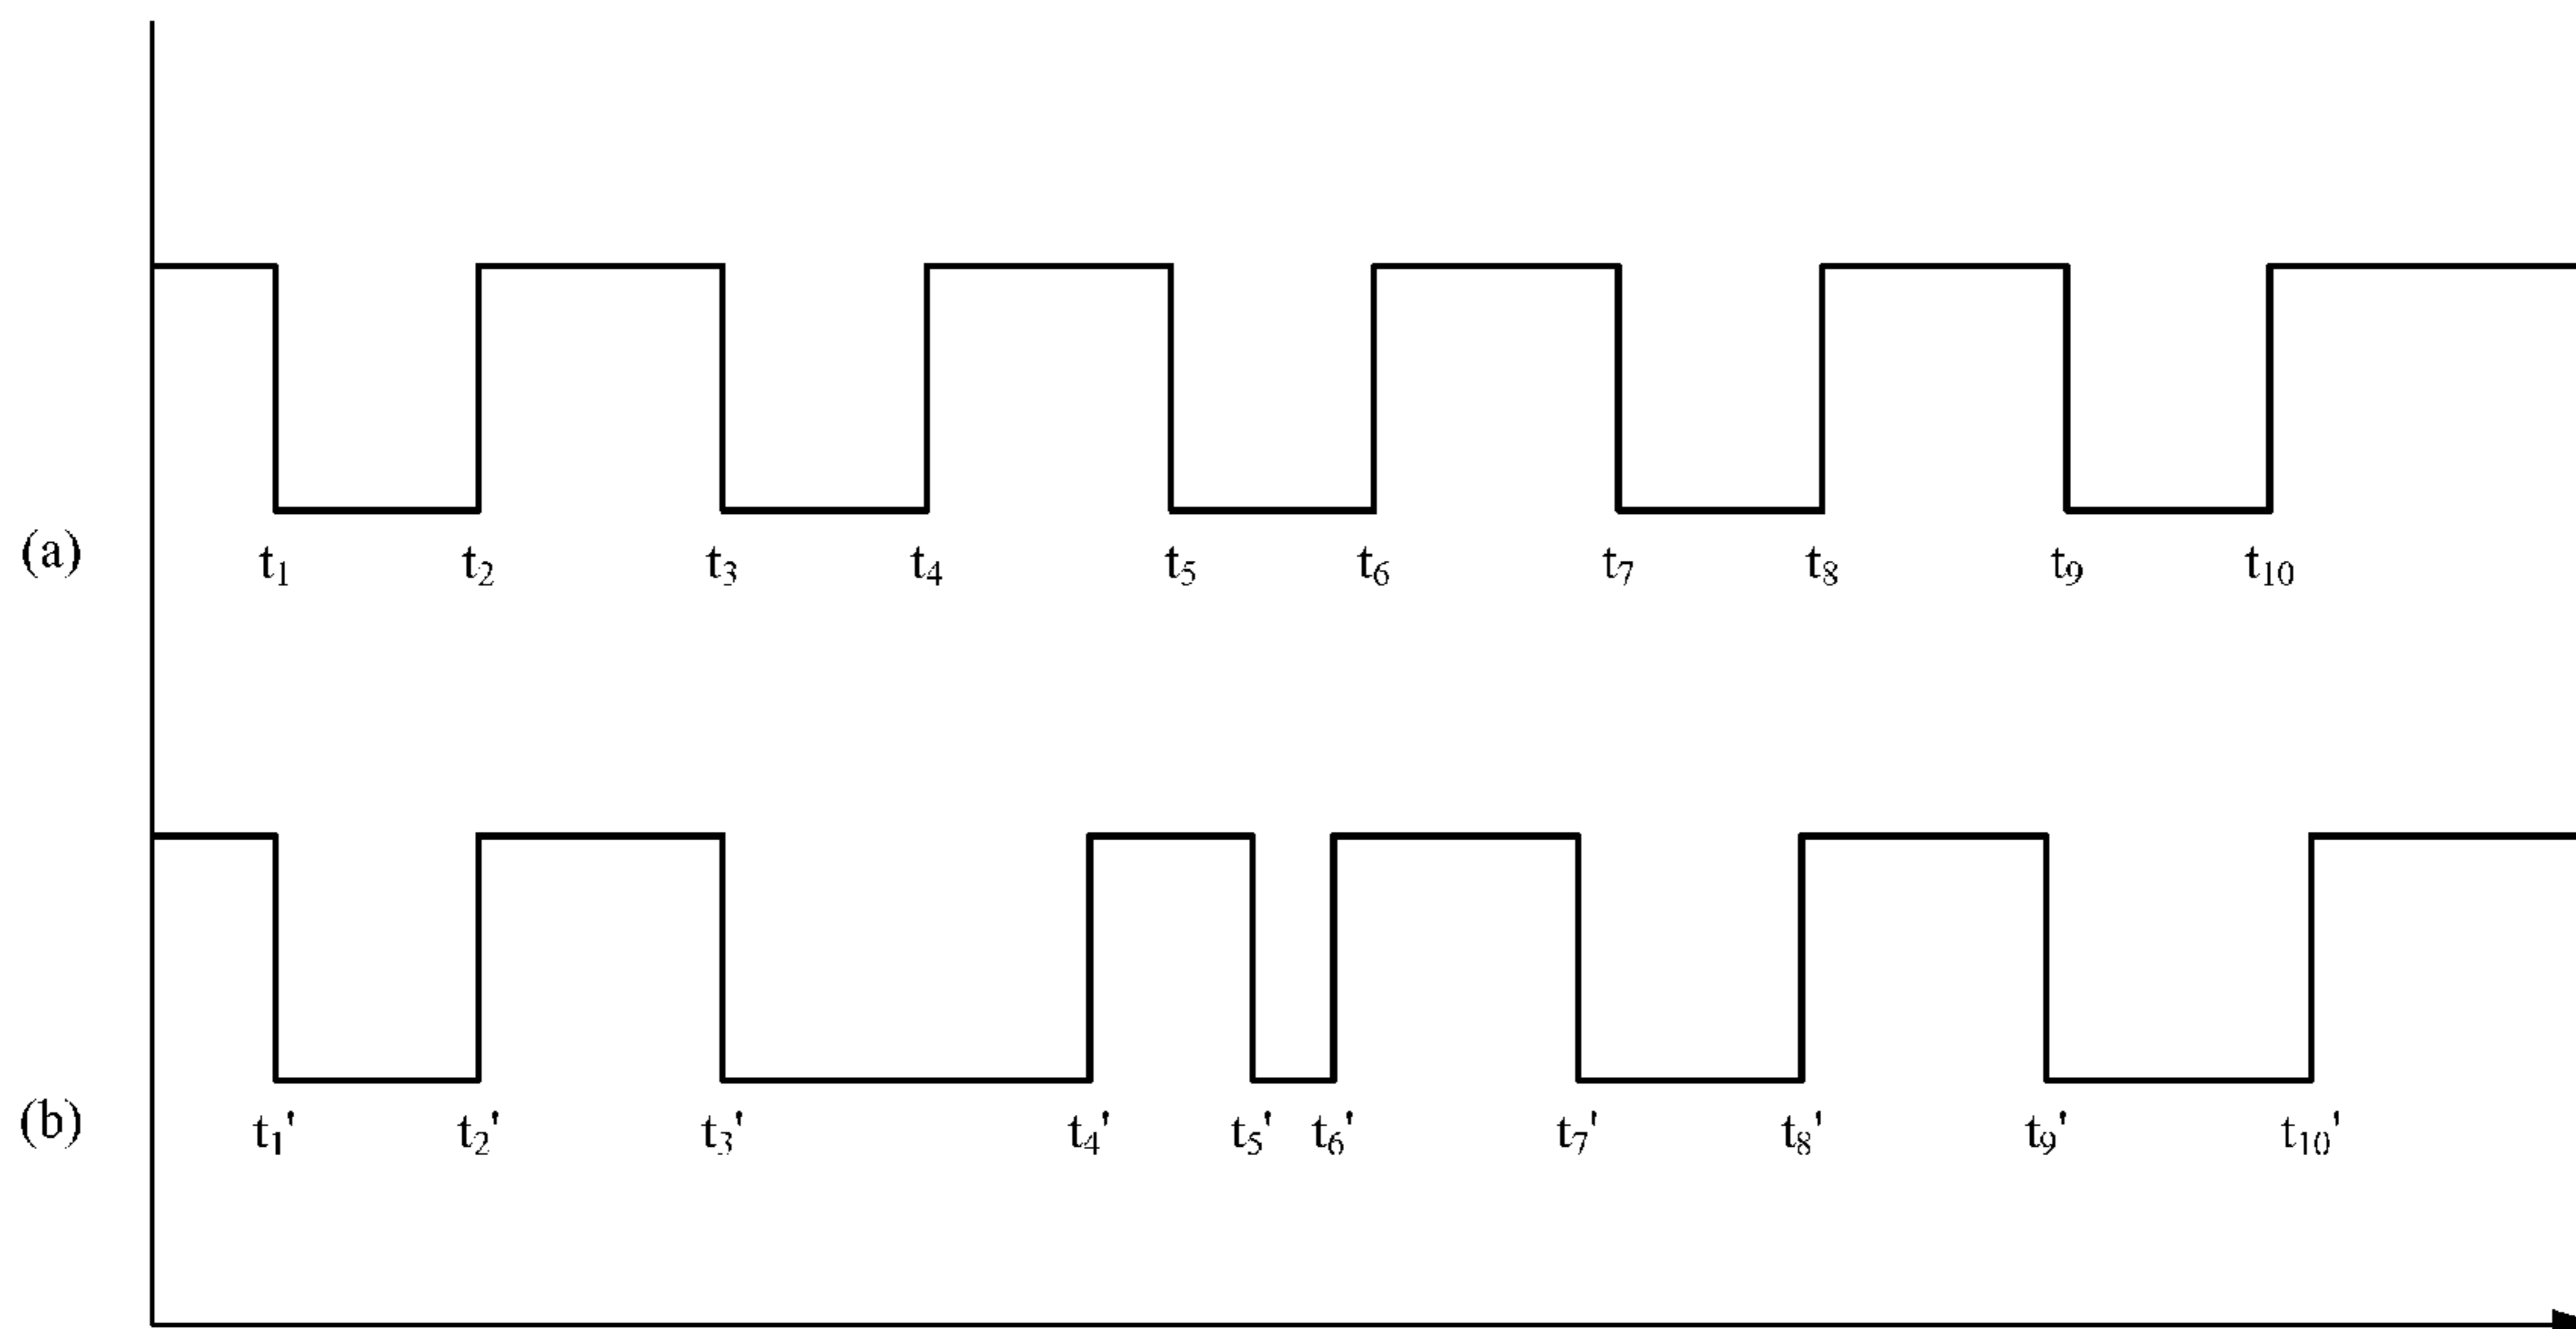 (a) t₁ t₂ t₃ t₄ t₅ t₆ t₇ t₈ t₉ t₁₀
(b) t₁' t₂' t₃' t₄' t₅' t₆' t₇' t₈' t₉' t₁₀'